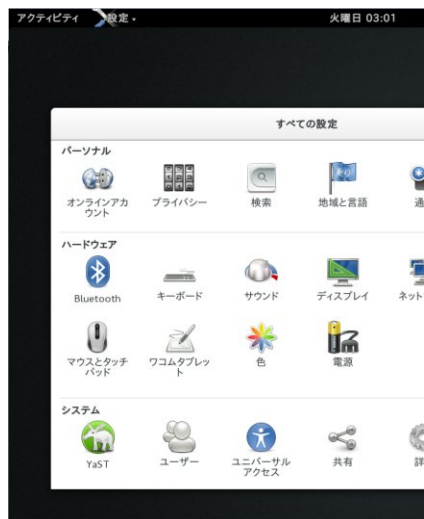 アクティビティ
設定
火曜日 03:01
すべての設定
パーソナル
オンラインアカ
ウント
プライバシー
検索
地域と言語
通
ハードウェア
Bluetooth
キーボード
サウンド
ディスプレイ
ネット
マウスとタッチ
パッド
ワコムタブレッ
ト
色
電源
システム
YaST
ユーザー
ユニバーサル
アクセス
共有
詳